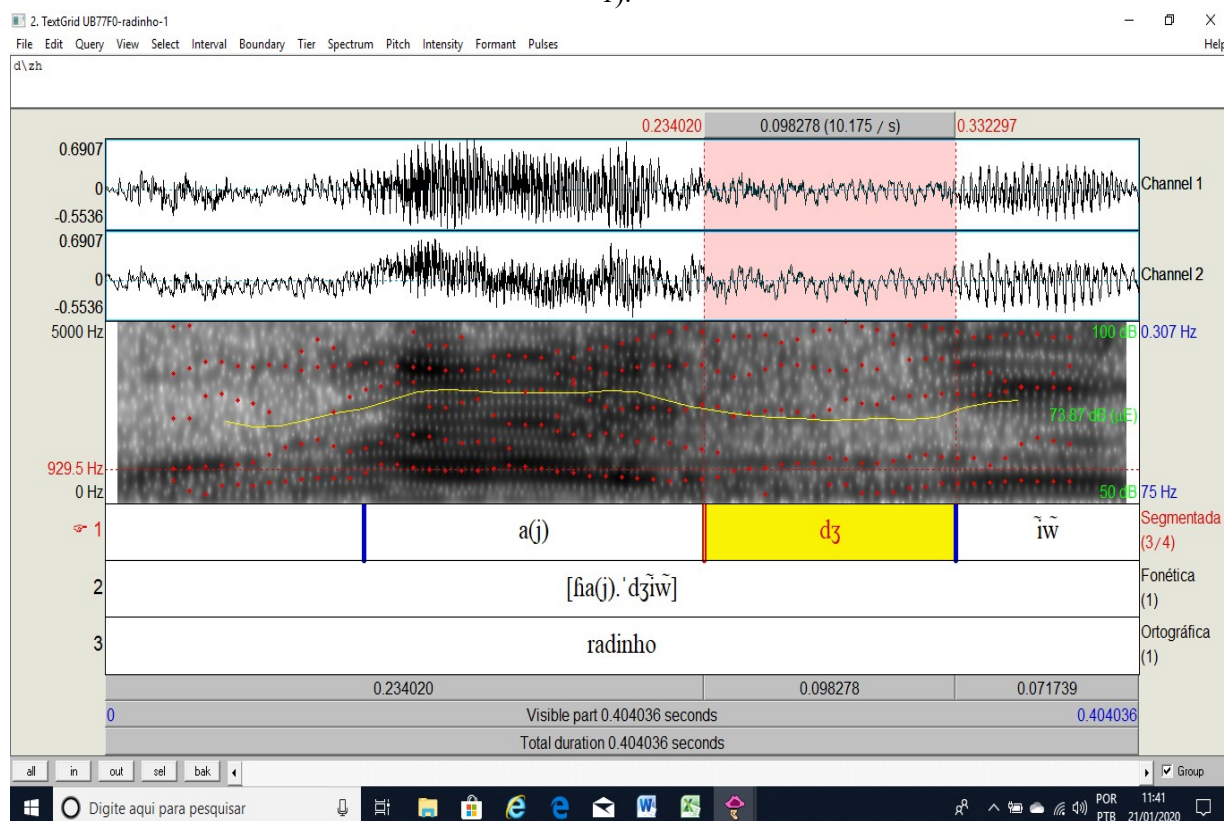 1).
2. TextGrid UB77F0-radinho-1
File Edit Query View Select Interval Boundary Tier Spectrum Pitch Intensity Formant Pulses Help
d\zh
0.234020 0.098278 (10.175 / s) 0.332297
0.6907
0
-0.5536
Channel 1
0.6907
0
-0.5536
Channel 2
5000 Hz 100 dB 0.307 Hz
73.87 dB (µE)
929.5 Hz
0 Hz 50 dB 75 Hz
☞ 1 a(j) dʒ ĩw̃ Segmentada
(3/4)
2 [ɦa(j).ˈdʒĩw̃] Fonética
(1)
3 radinho Ortográfica
(1)
0.234020 0.098278 0.071739
0 Visible part 0.404036 seconds 0.404036
Total duration 0.404036 seconds
all in out sel bak Group
Digite aqui para pesquisar POR 11:41
PTB 21/01/2020